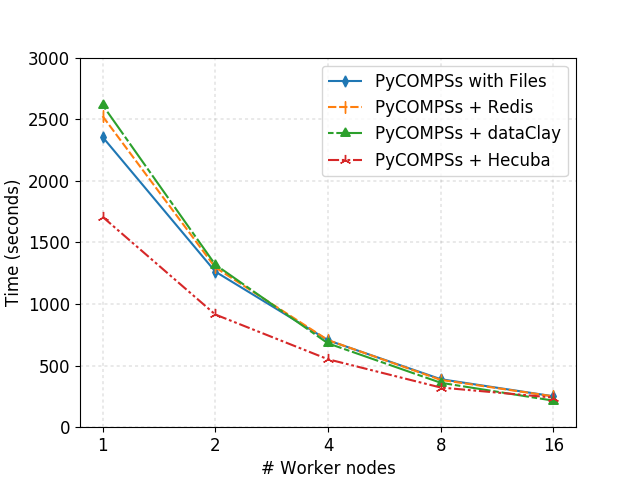 3000
2500
2000
1500
1000
500
0
Time (seconds)
PyCOMPSs with Files
PyCOMPSs + Redis
PyCOMPSs + dataClay
PyCOMPSs + Hecuba
1 2 4 8 16
# Worker nodes